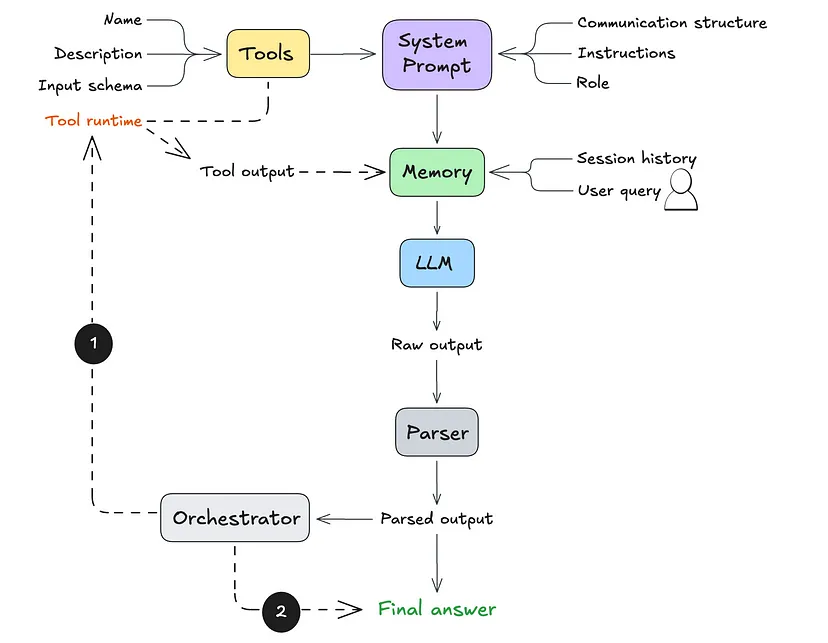 Name
Description
Input schema
Tools
System
Prompt
Communication structure
Instructions
Role
Tool runtime
Tool output
Memory
Session history
User query
LLM
Raw output
1
Parser
Orchestrator
Parsed output
2
Final answer